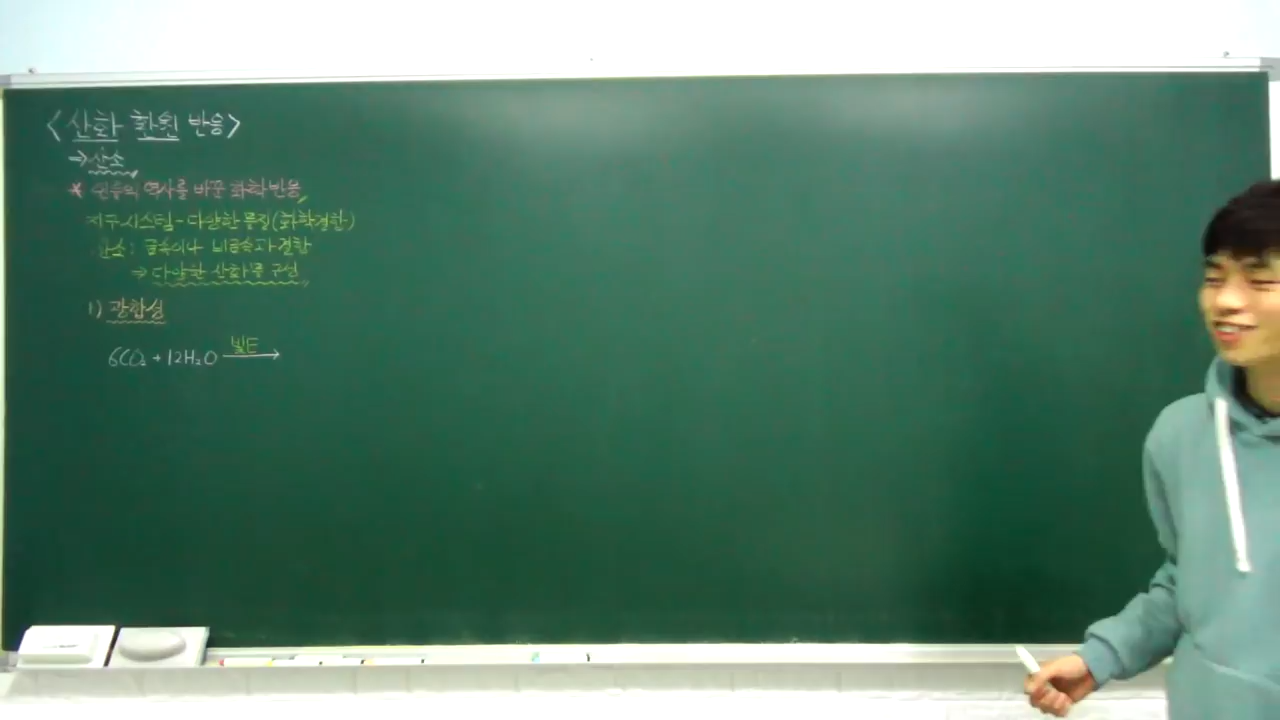 <산화 환원 반응>
⇒산소
* 인류의 역사를 바꾼 화학반응
지구시스템 - 다양한 물질(화학결합)
산소: 금속이나 비금속과 결합
⇒ 다양한 산화물 구성
1) 광합성
빛E
6CO₂ + 12H₂O →